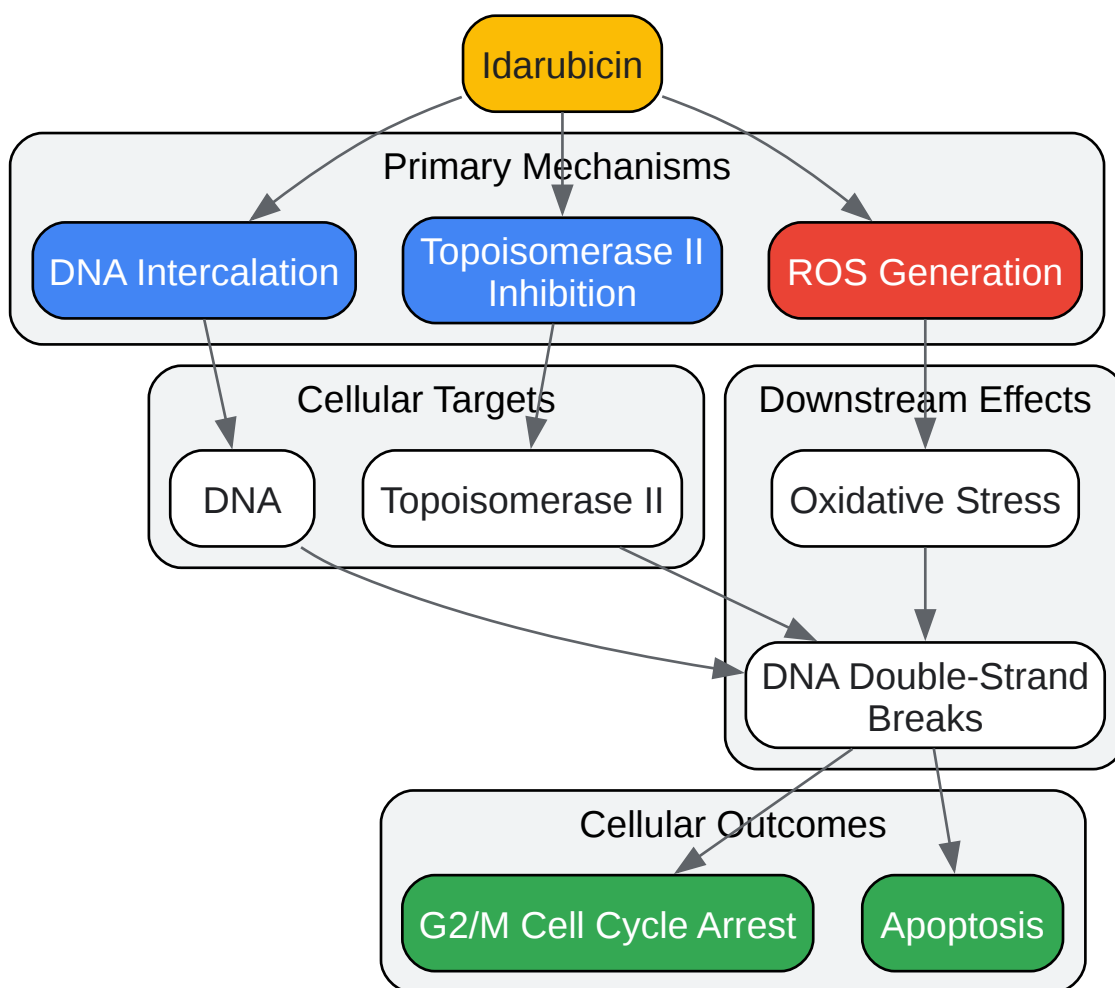 Idarubicin
Primary Mechanisms
DNA Intercalation
Topoisomerase II
Inhibition
ROS Generation
Cellular Targets
Downstream Effects
DNA
Topoisomerase II
Oxidative Stress
DNA Double-Strand
Breaks
Cellular Outcomes
G2/M Cell Cycle Arrest
Apoptosis